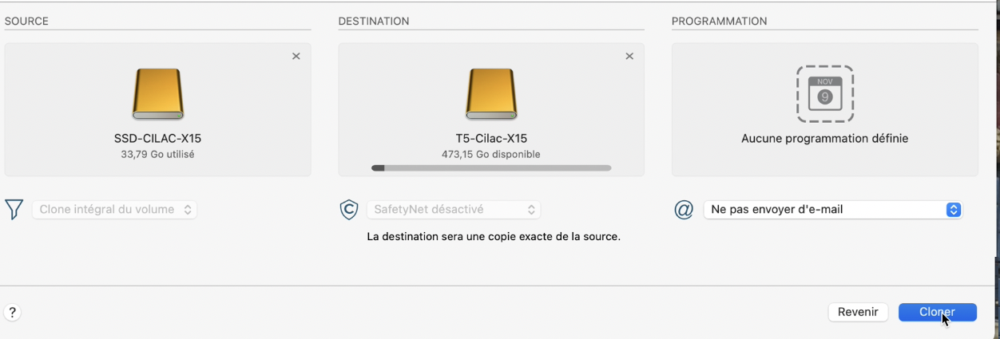 SOURCE
DESTINATION
PROGRAMMATION
SSD-CILAC-X15
33,79 Go utilisé
T5-Cilac-X15
473,15 Go disponible
NOV
9
Aucune programmation définie
Clone intégral du volume
SafetyNet désactivé
Ne pas envoyer d'e-mail
La destination sera une copie exacte de la source.
?
Revenir
Cloner